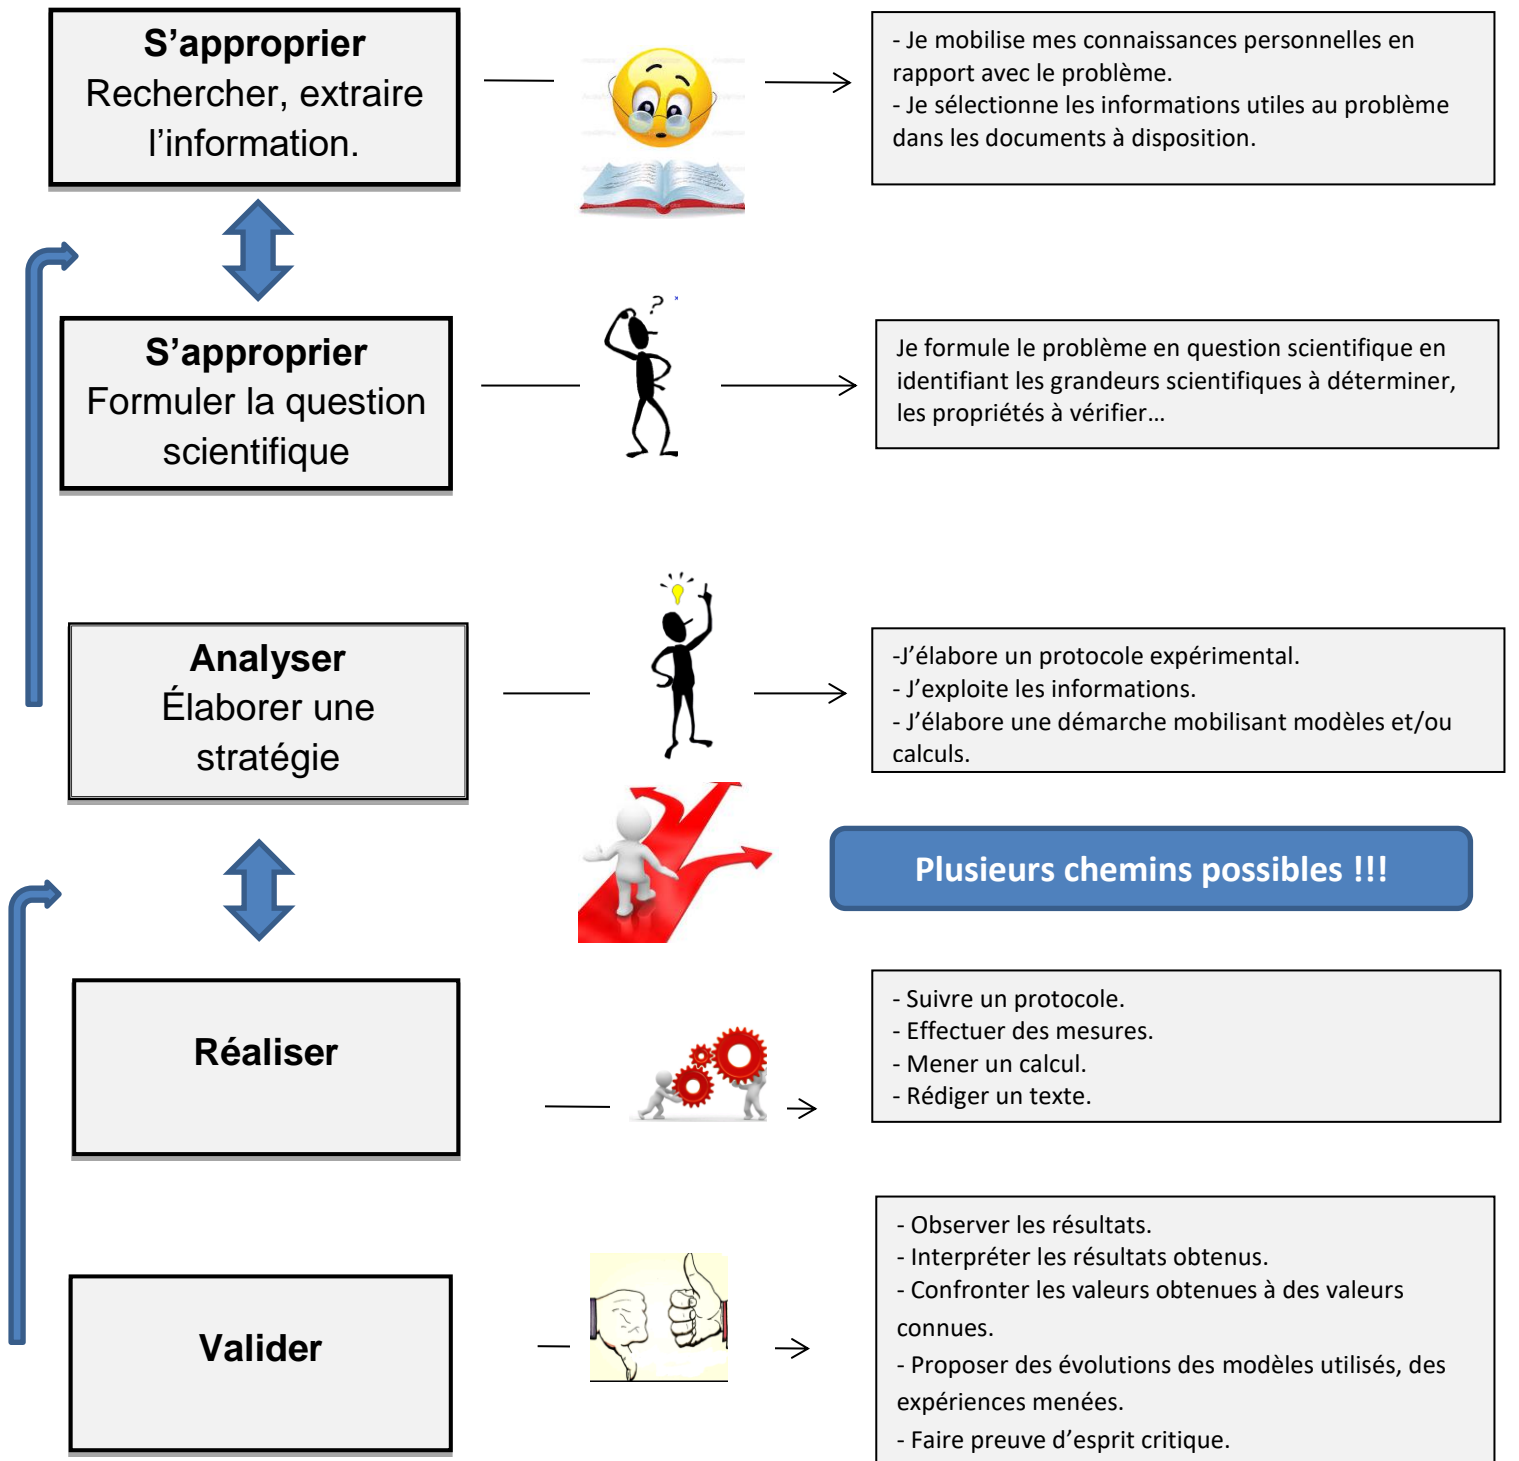 S’approprier
Rechercher, extraire
l’information.
- Je mobilise mes connaissances personnelles en
rapport avec le problème.
- Je sélectionne les informations utiles au problème
dans les documents à disposition.
?
S’approprier
Formuler la question
scientifique
Je formule le problème en question scientifique en
identifiant les grandeurs scientifiques à déterminer,
les propriétés à vérifier…
Analyser
Élaborer une
stratégie
-J’élabore un protocole expérimental.
- J’exploite les informations.
- J’élabore une démarche mobilisant modèles et/ou
calculs.
Plusieurs chemins possibles !!!
Réaliser
- Suivre un protocole.
- Effectuer des mesures.
- Mener un calcul.
- Rédiger un texte.
Valider
- Observer les résultats.
- Interpréter les résultats obtenus.
- Confronter les valeurs obtenues à des valeurs
connues.
- Proposer des évolutions des modèles utilisés, des
expériences menées.
- Faire preuve d’esprit critique.